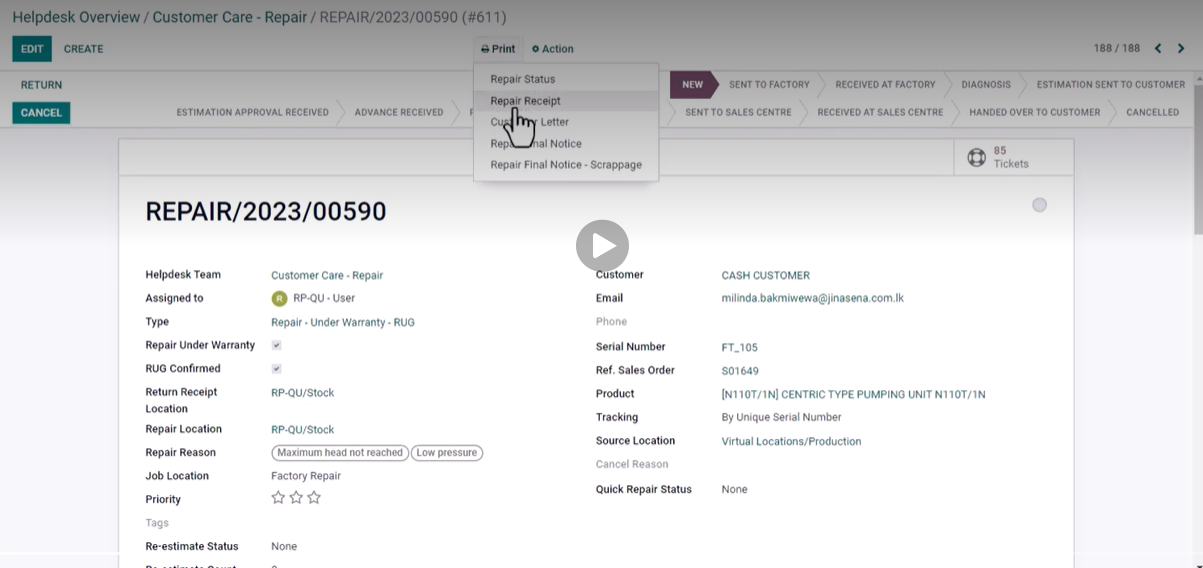 Helpdesk Overview / Customer Care - Repair / REPAIR/2023/00590 (#611)
EDIT CREATE Print Action 188 / 188
RETURN Repair Status NEW SENT TO FACTORY RECEIVED AT FACTORY DIAGNOSIS ESTIMATION SENT TO CUSTOMER
Repair Receipt
CANCEL ESTIMATION APPROVAL RECEIVED ADVANCE RECEIVED SENT TO SALES CENTRE RECEIVED AT SALES CENTRE HANDED OVER TO CUSTOMER CANCELLED
Letter
Notice
Repair Final Notice - Scrappage
85
Tickets
REPAIR/2023/00590
Helpdesk Team Customer Care - Repair Customer CASH CUSTOMER
Assigned to R RP-QU - User Email milinda.bakmiwewa@jinasena.com.lk
Type Repair - Under Warranty - RUG Phone
Repair Under Warranty Serial Number FT_105
RUG Confirmed Ref. Sales Order S01649
Return Receipt Location RP-QU/Stock Product [N110T/1N] CENTRIC TYPE PUMPING UNIT N110T/1N
Tracking By Unique Serial Number
Repair Location RP-QU/Stock Source Location Virtual Locations/Production
Repair Reason Maximum head not reached Low pressure Cancel Reason
Job Location Factory Repair Quick Repair Status None
Priority
Tags
Re-estimate Status None